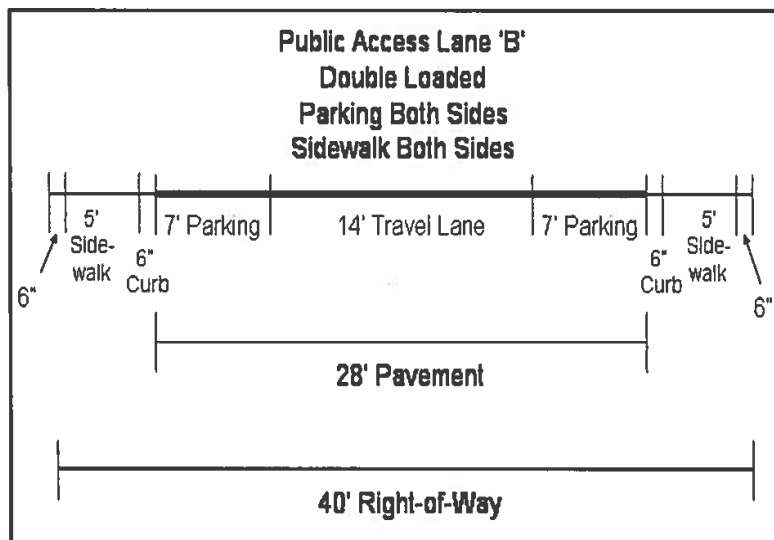 Public Access Lane 'B'
Double Loaded
Parking Both Sides
Sidewalk Both Sides
6"
5'
Side-
walk
6"
Curb
7' Parking
14' Travel Lane
7' Parking
6"
Curb
5'
Side-
walk
6"
28' Pavement
40' Right-of-Way